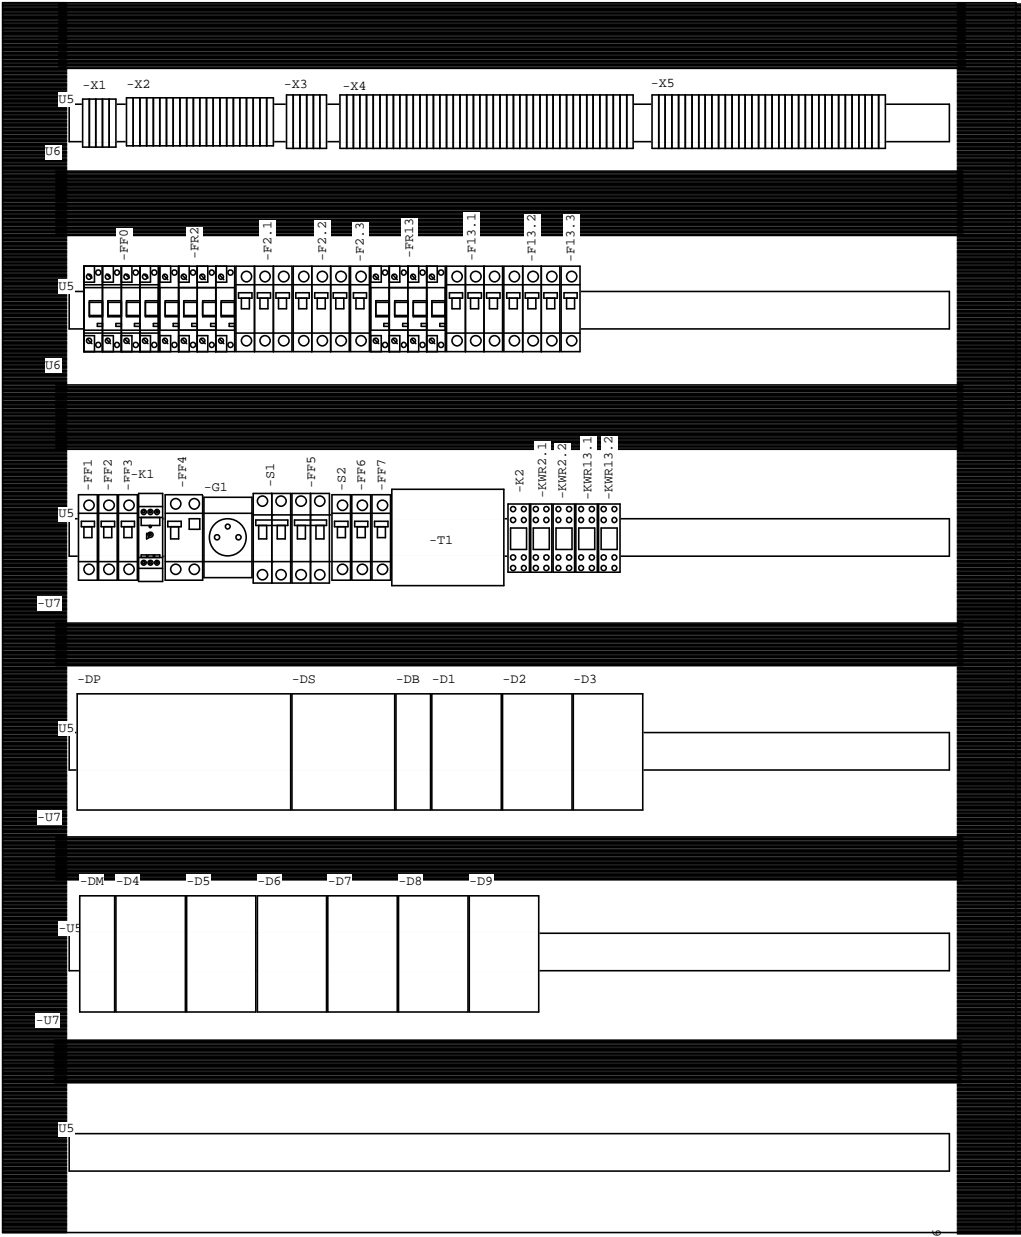 -X1 -X2 -X3 -X4 -X5
U5
U6
-FF0 -FR2 -F2.1 -F2.2 -F2.3 -FR13 -F13.1 -F13.2 -F13.3
U5
U6
-FF1 -FF2 -FF3 -K1 -FF4 -G1 -S1 -FF5 -S2 -FF6 -FF7 -T1 -K2 -KWR2.1 -KWR2.2 -KWR13.1 -KWR13.2
U5
-U7
-DP -DS -DB -D1 -D2 -D3
U5
-U7
-DM -D4 -D5 -D6 -D7 -D8 -D9
-U5
-U7
U5